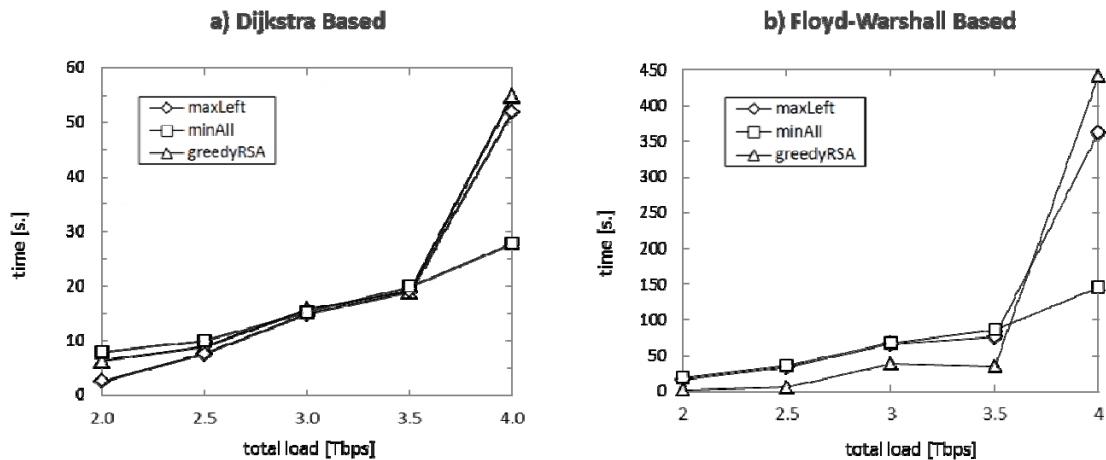 a) Dijkstra Based
60
50
40
30
20
10
0
2.0 2.5 3.0 3.5 4.0
time [s.]
total load [Tbps]
maxLeft
minAll
greedyRSA
b) Floyd-Warshall Based
450
400
350
300
250
200
150
100
50
0
2 2.5 3 3.5 4
time [s.]
total load [Tbps]
maxLeft
minAll
greedyRSA